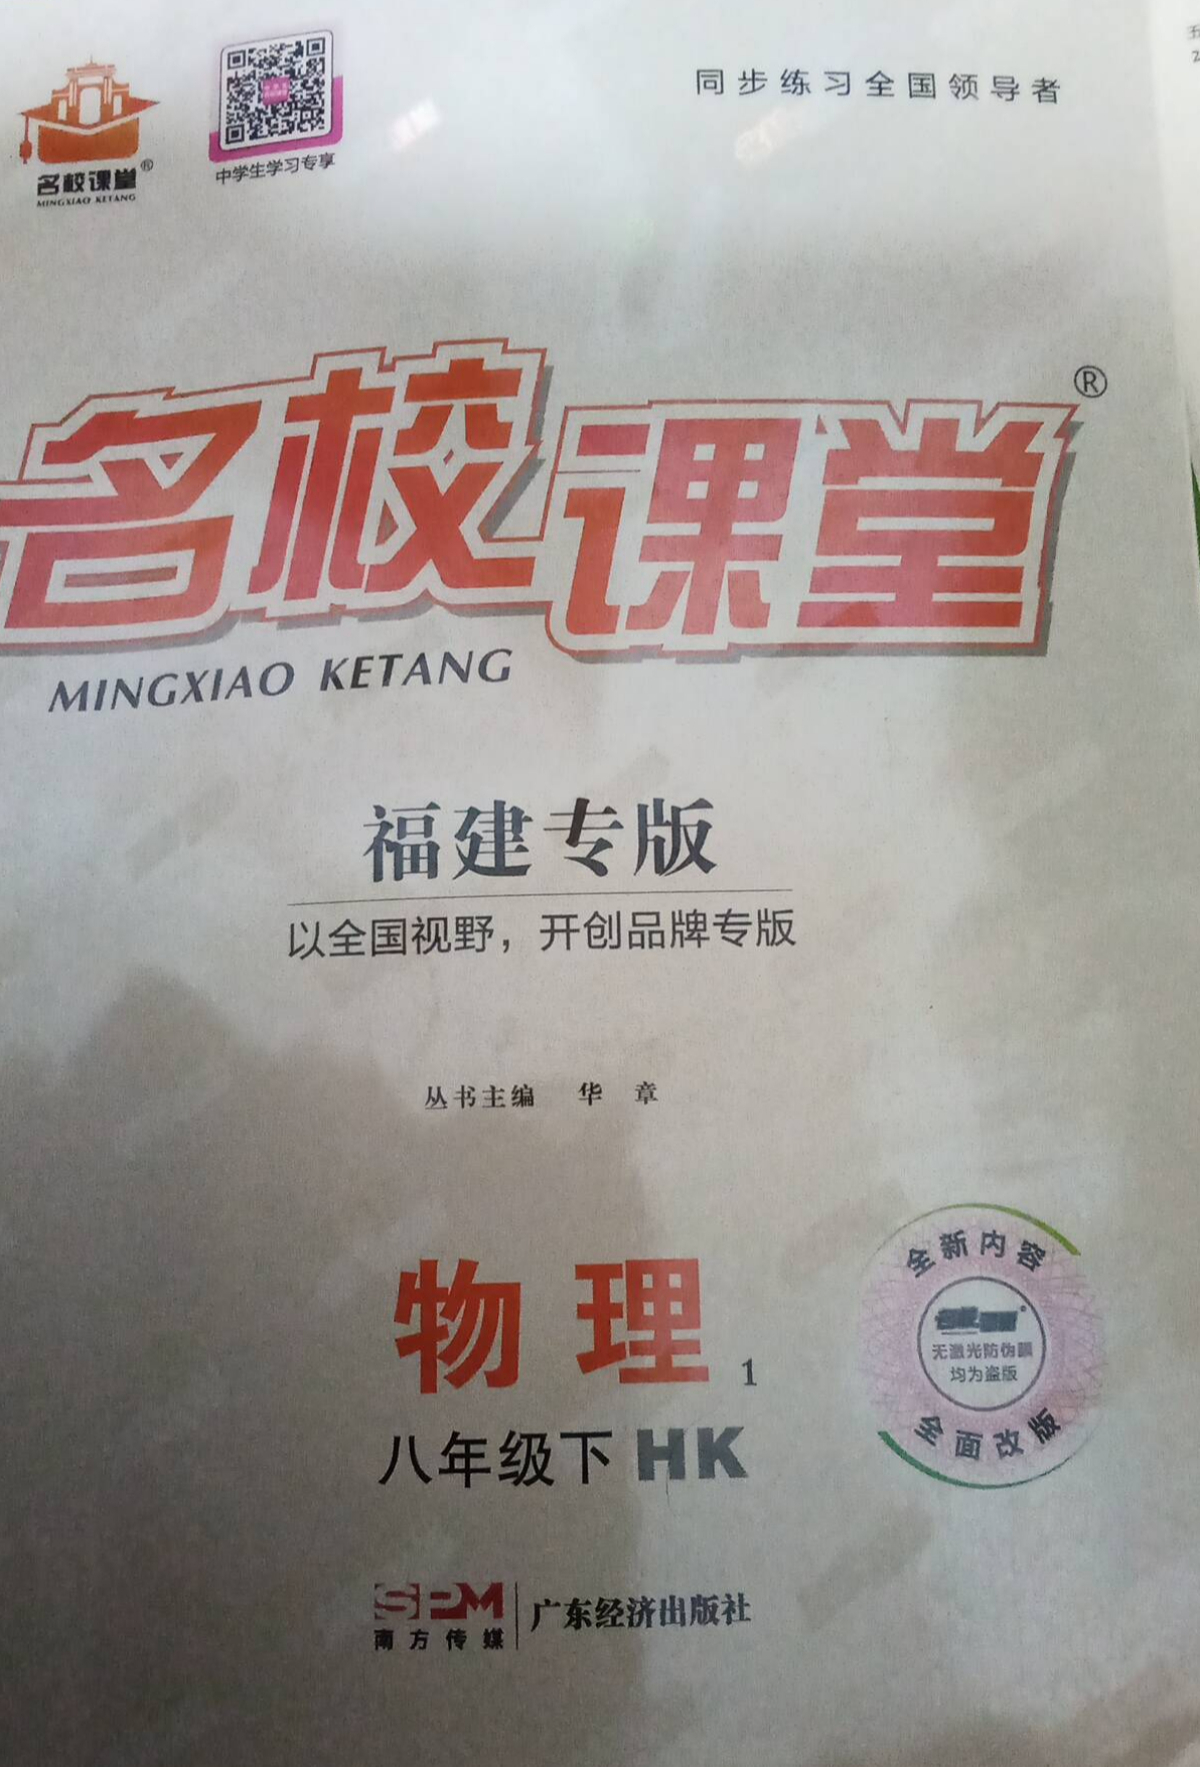 同步练习全国领导者
名校课堂®
MINGXIAO KETANG
中学生学习专享
名校课堂®
MINGXIAO KETANG
福建专版
以全国视野，开创品牌专版
丛书主编 华 章
物理 1
八年级下 HK
全新内容
无激光防伪膜
均为盗版
全面改版
SPM
南方传媒
广东经济出版社